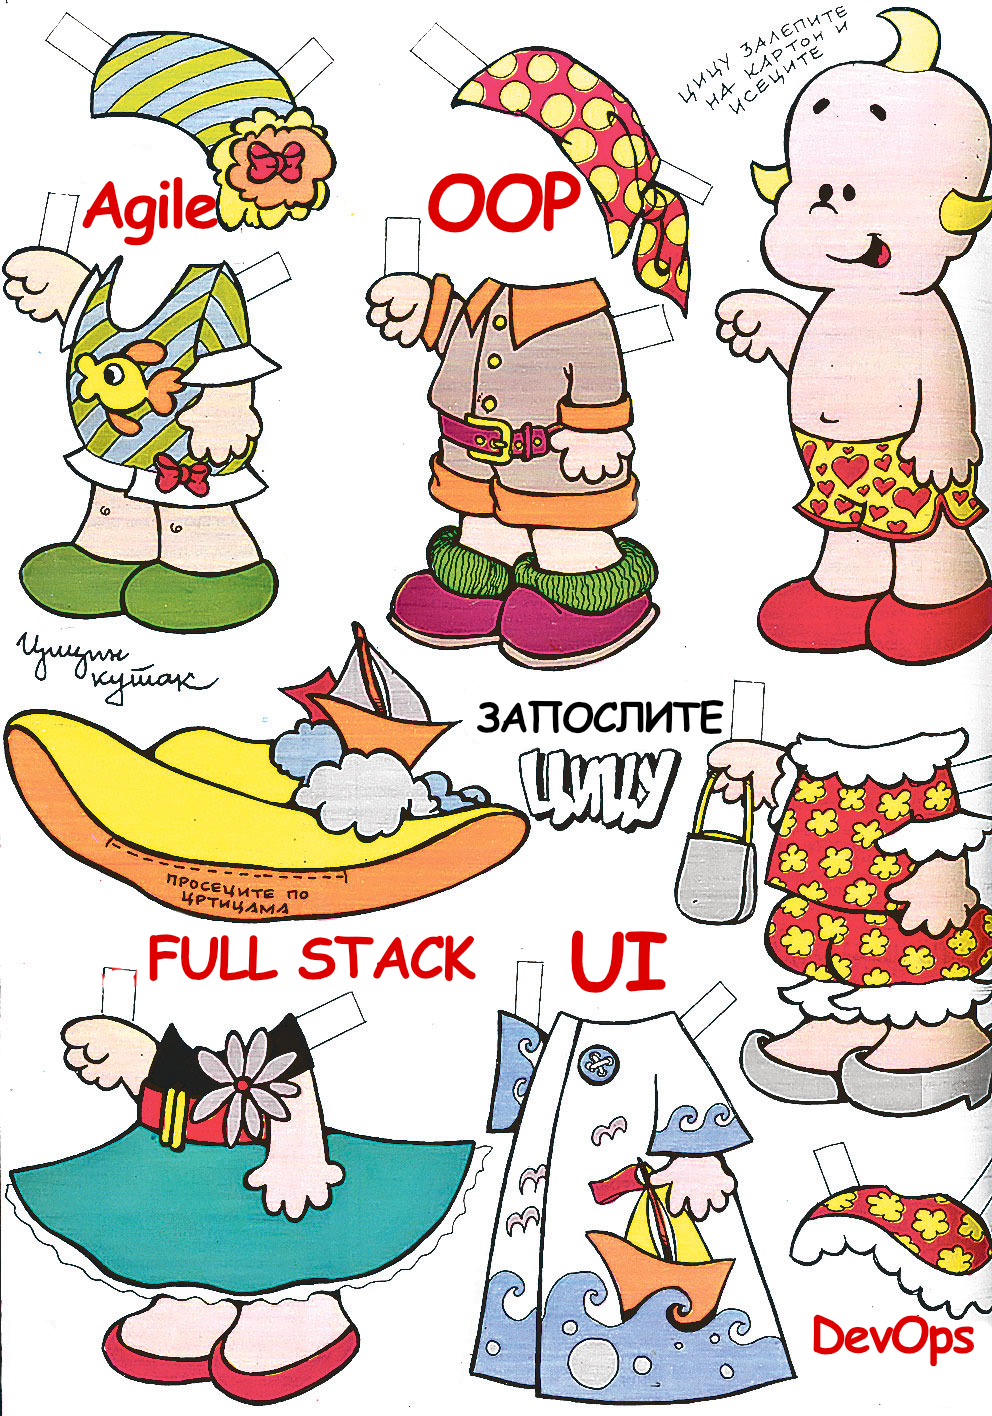 ЦИЦУ ЗАЛЕПИТЕ
НА КАРТОН И
ИСЕЦИТЕ
Agile
OOP
Цицин
кутак
ЗАПОСЛИТЕ
ЦИЦУ
ПРОСЕЦИТЕ ПО
ЦРТИЦАМА
FULL STACK
UI
DevOps